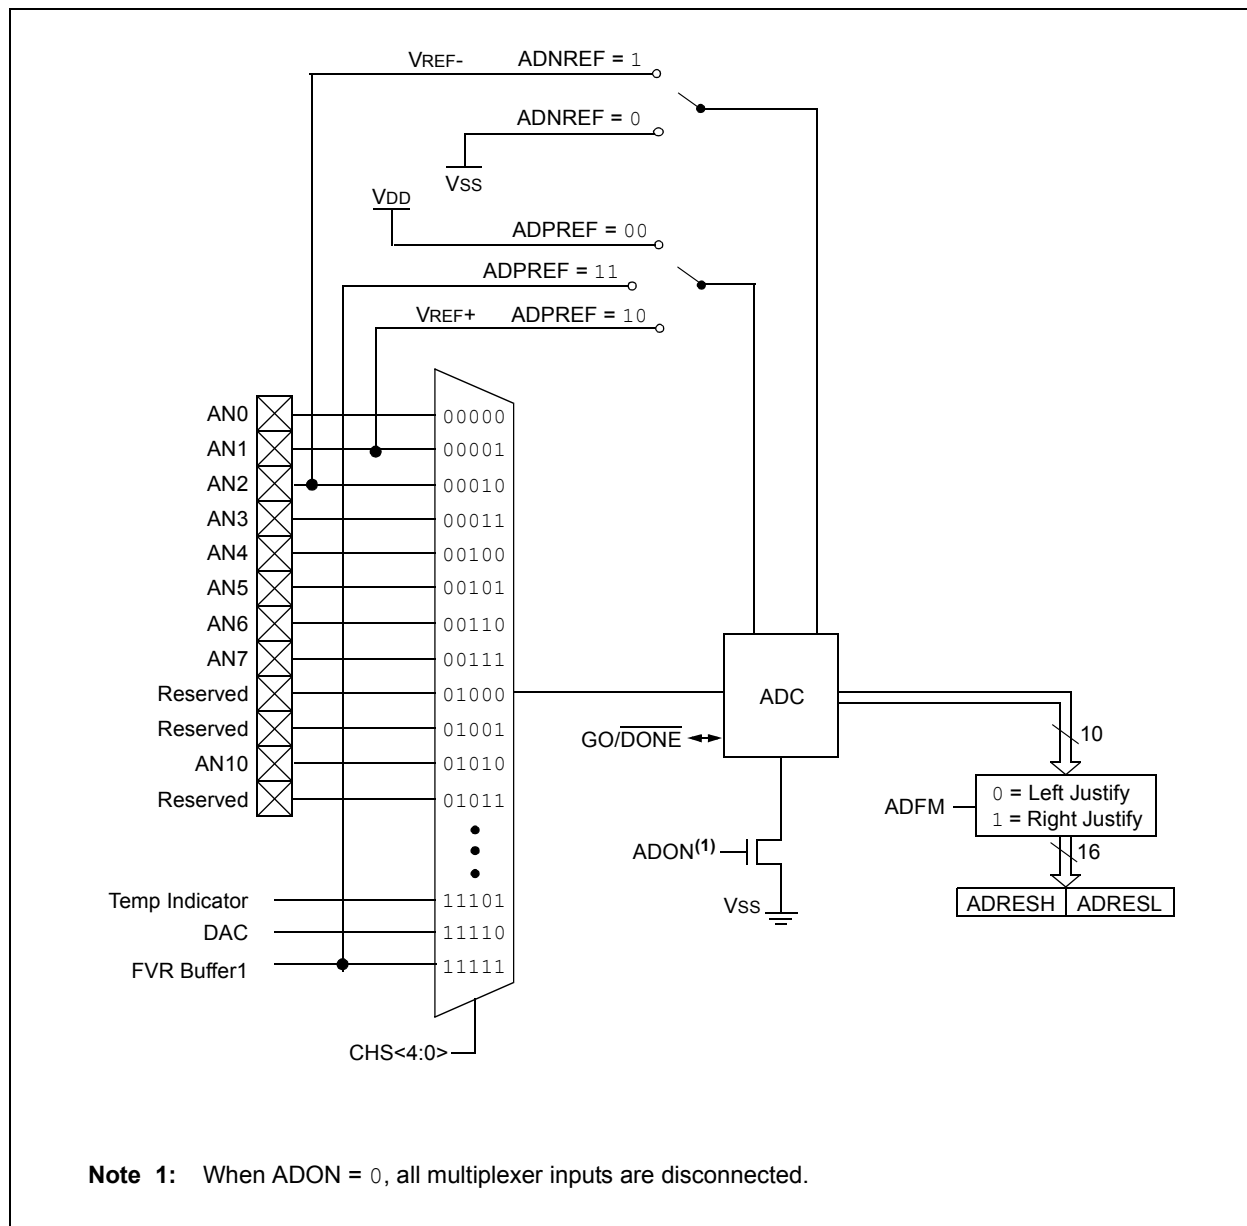 VREF- ADNREF = 1
ADNREF = 0
VSS
VDD
ADPREF = 00
ADPREF = 11
VREF+ ADPREF = 10
AN0 00000
AN1 00001
AN2 00010
AN3 00011
AN4 00100
AN5 00101
AN6 00110
AN7 00111
Reserved 01000
Reserved 01001
AN10 01010
Reserved 01011
Temp Indicator 11101
DAC 11110
FVR Buffer1 11111
CHS<4:0>
ADC
GO/DONE
ADON(1)
VSS
10
ADFM
0 = Left Justify
1 = Right Justify
16
ADRESH ADRESL
Note 1: When ADON = 0, all multiplexer inputs are disconnected.